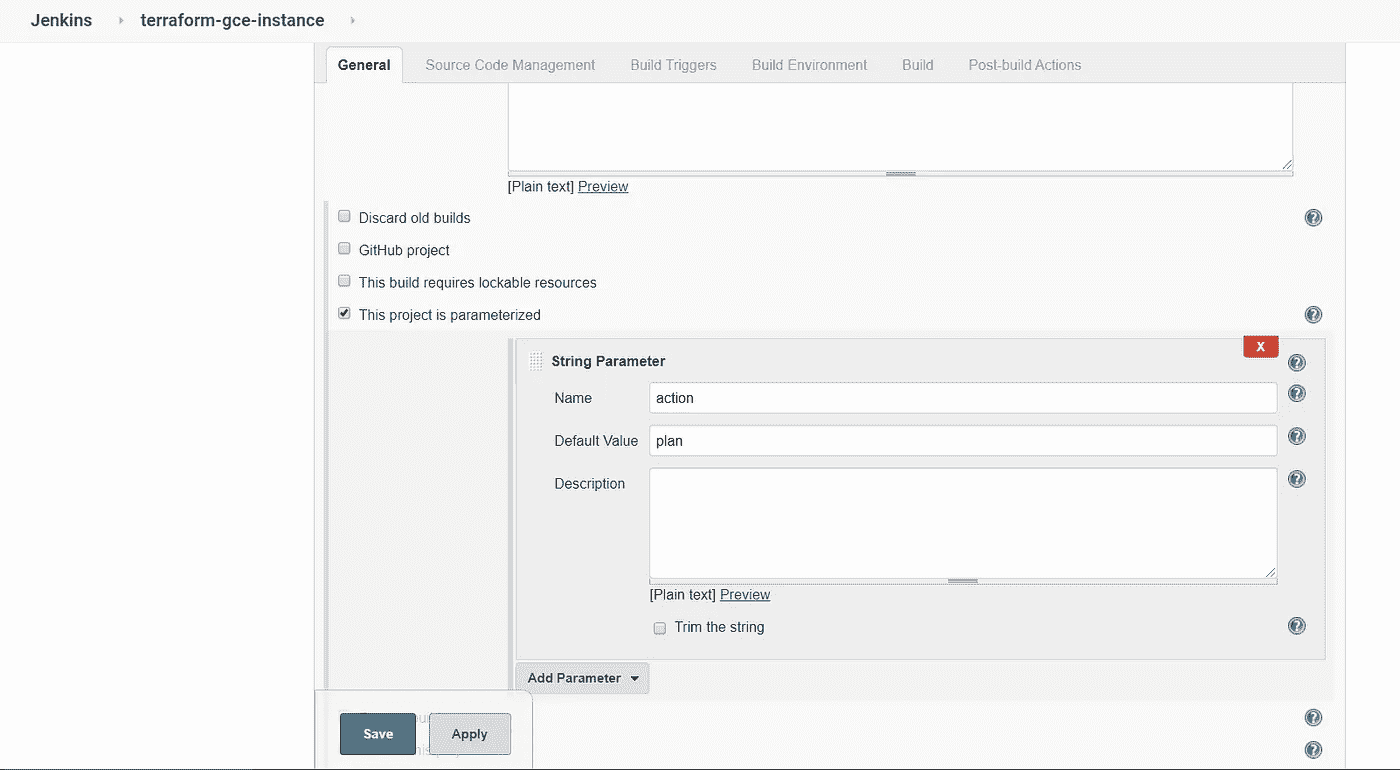 Jenkins terraform-gce-instance
General Source Code Management Build Triggers Build Environment Build Post-build Actions
[Plain text] Preview
Discard old builds
GitHub project
This build requires lockable resources
This project is parameterized
X
String Parameter
Name action
Default Value plan
Description
[Plain text] Preview
Trim the string
Add Parameter
Save Apply